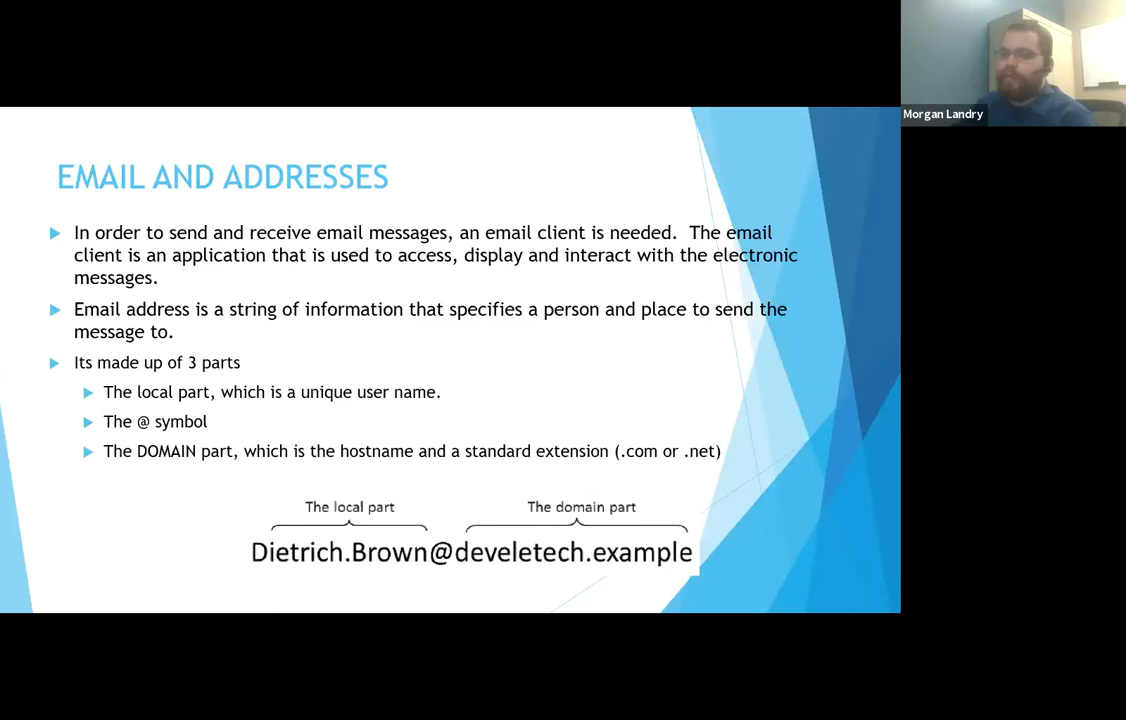 Morgan Landry
EMAIL AND ADDRESSES
In order to send and receive email messages, an email client is needed.  The email
client is an application that is used to access, display and interact with the electronic
messages.
Email address is a string of information that specifies a person and place to send the
message to.
Its made up of 3 parts
The local part, which is a unique user name.
The @ symbol
The DOMAIN part, which is the hostname and a standard extension (.com or .net)
The local part The domain part
Dietrich.Brown@develetech.example